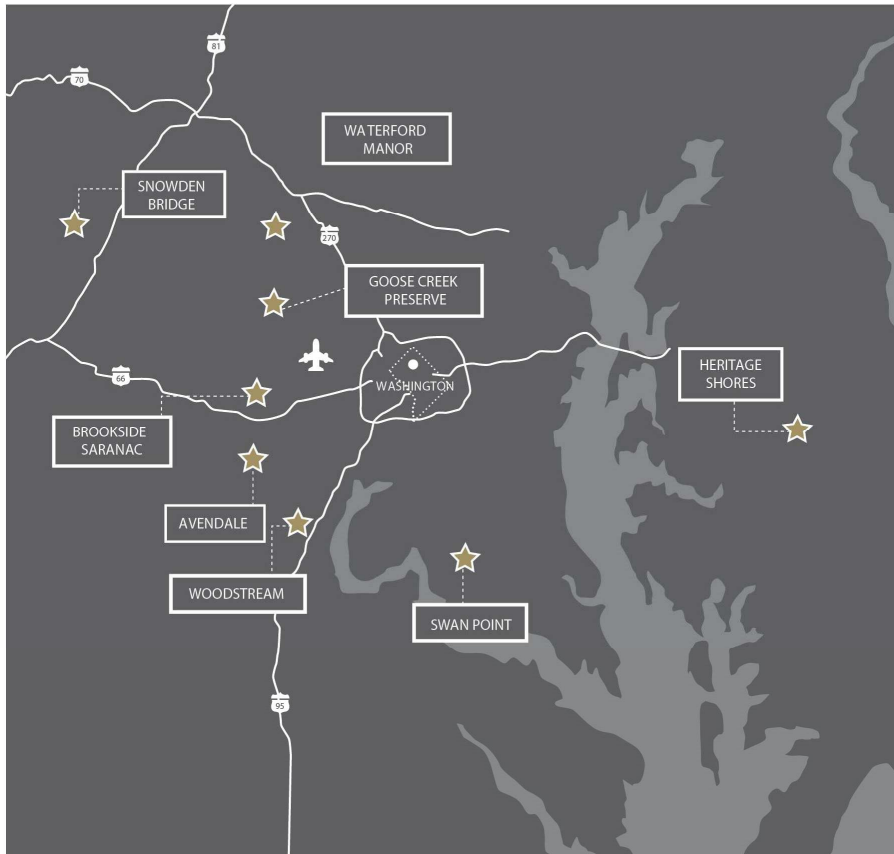 81
70
WATERFORD
MANOR
SNOWDEN
BRIDGE
270
GOOSE CREEK
PRESERVE
66
WASHINGTON
HERITAGE
SHORES
BROOKSIDE
SARANAC
AVENDALE
WOODSTREAM
SWAN POINT
95